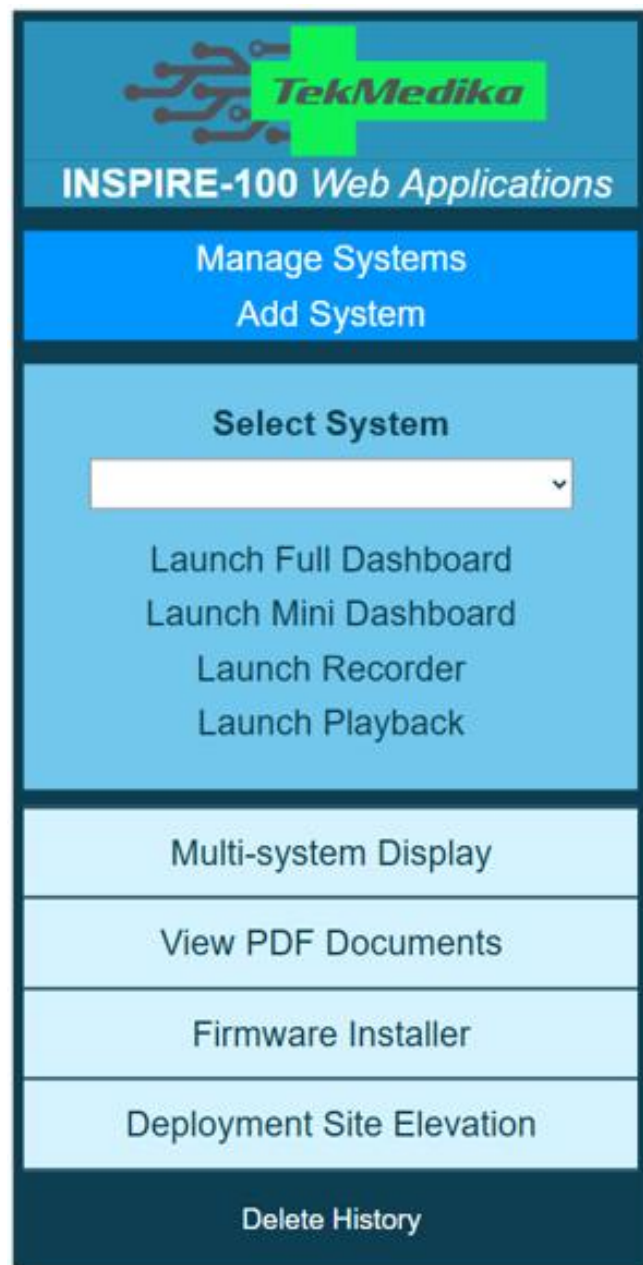 TekMedika
INSPIRE-100 Web Applications
Manage Systems
Add System
Select System
Launch Full Dashboard
Launch Mini Dashboard
Launch Recorder
Launch Playback
Multi-system Display
View PDF Documents
Firmware Installer
Deployment Site Elevation
Delete History